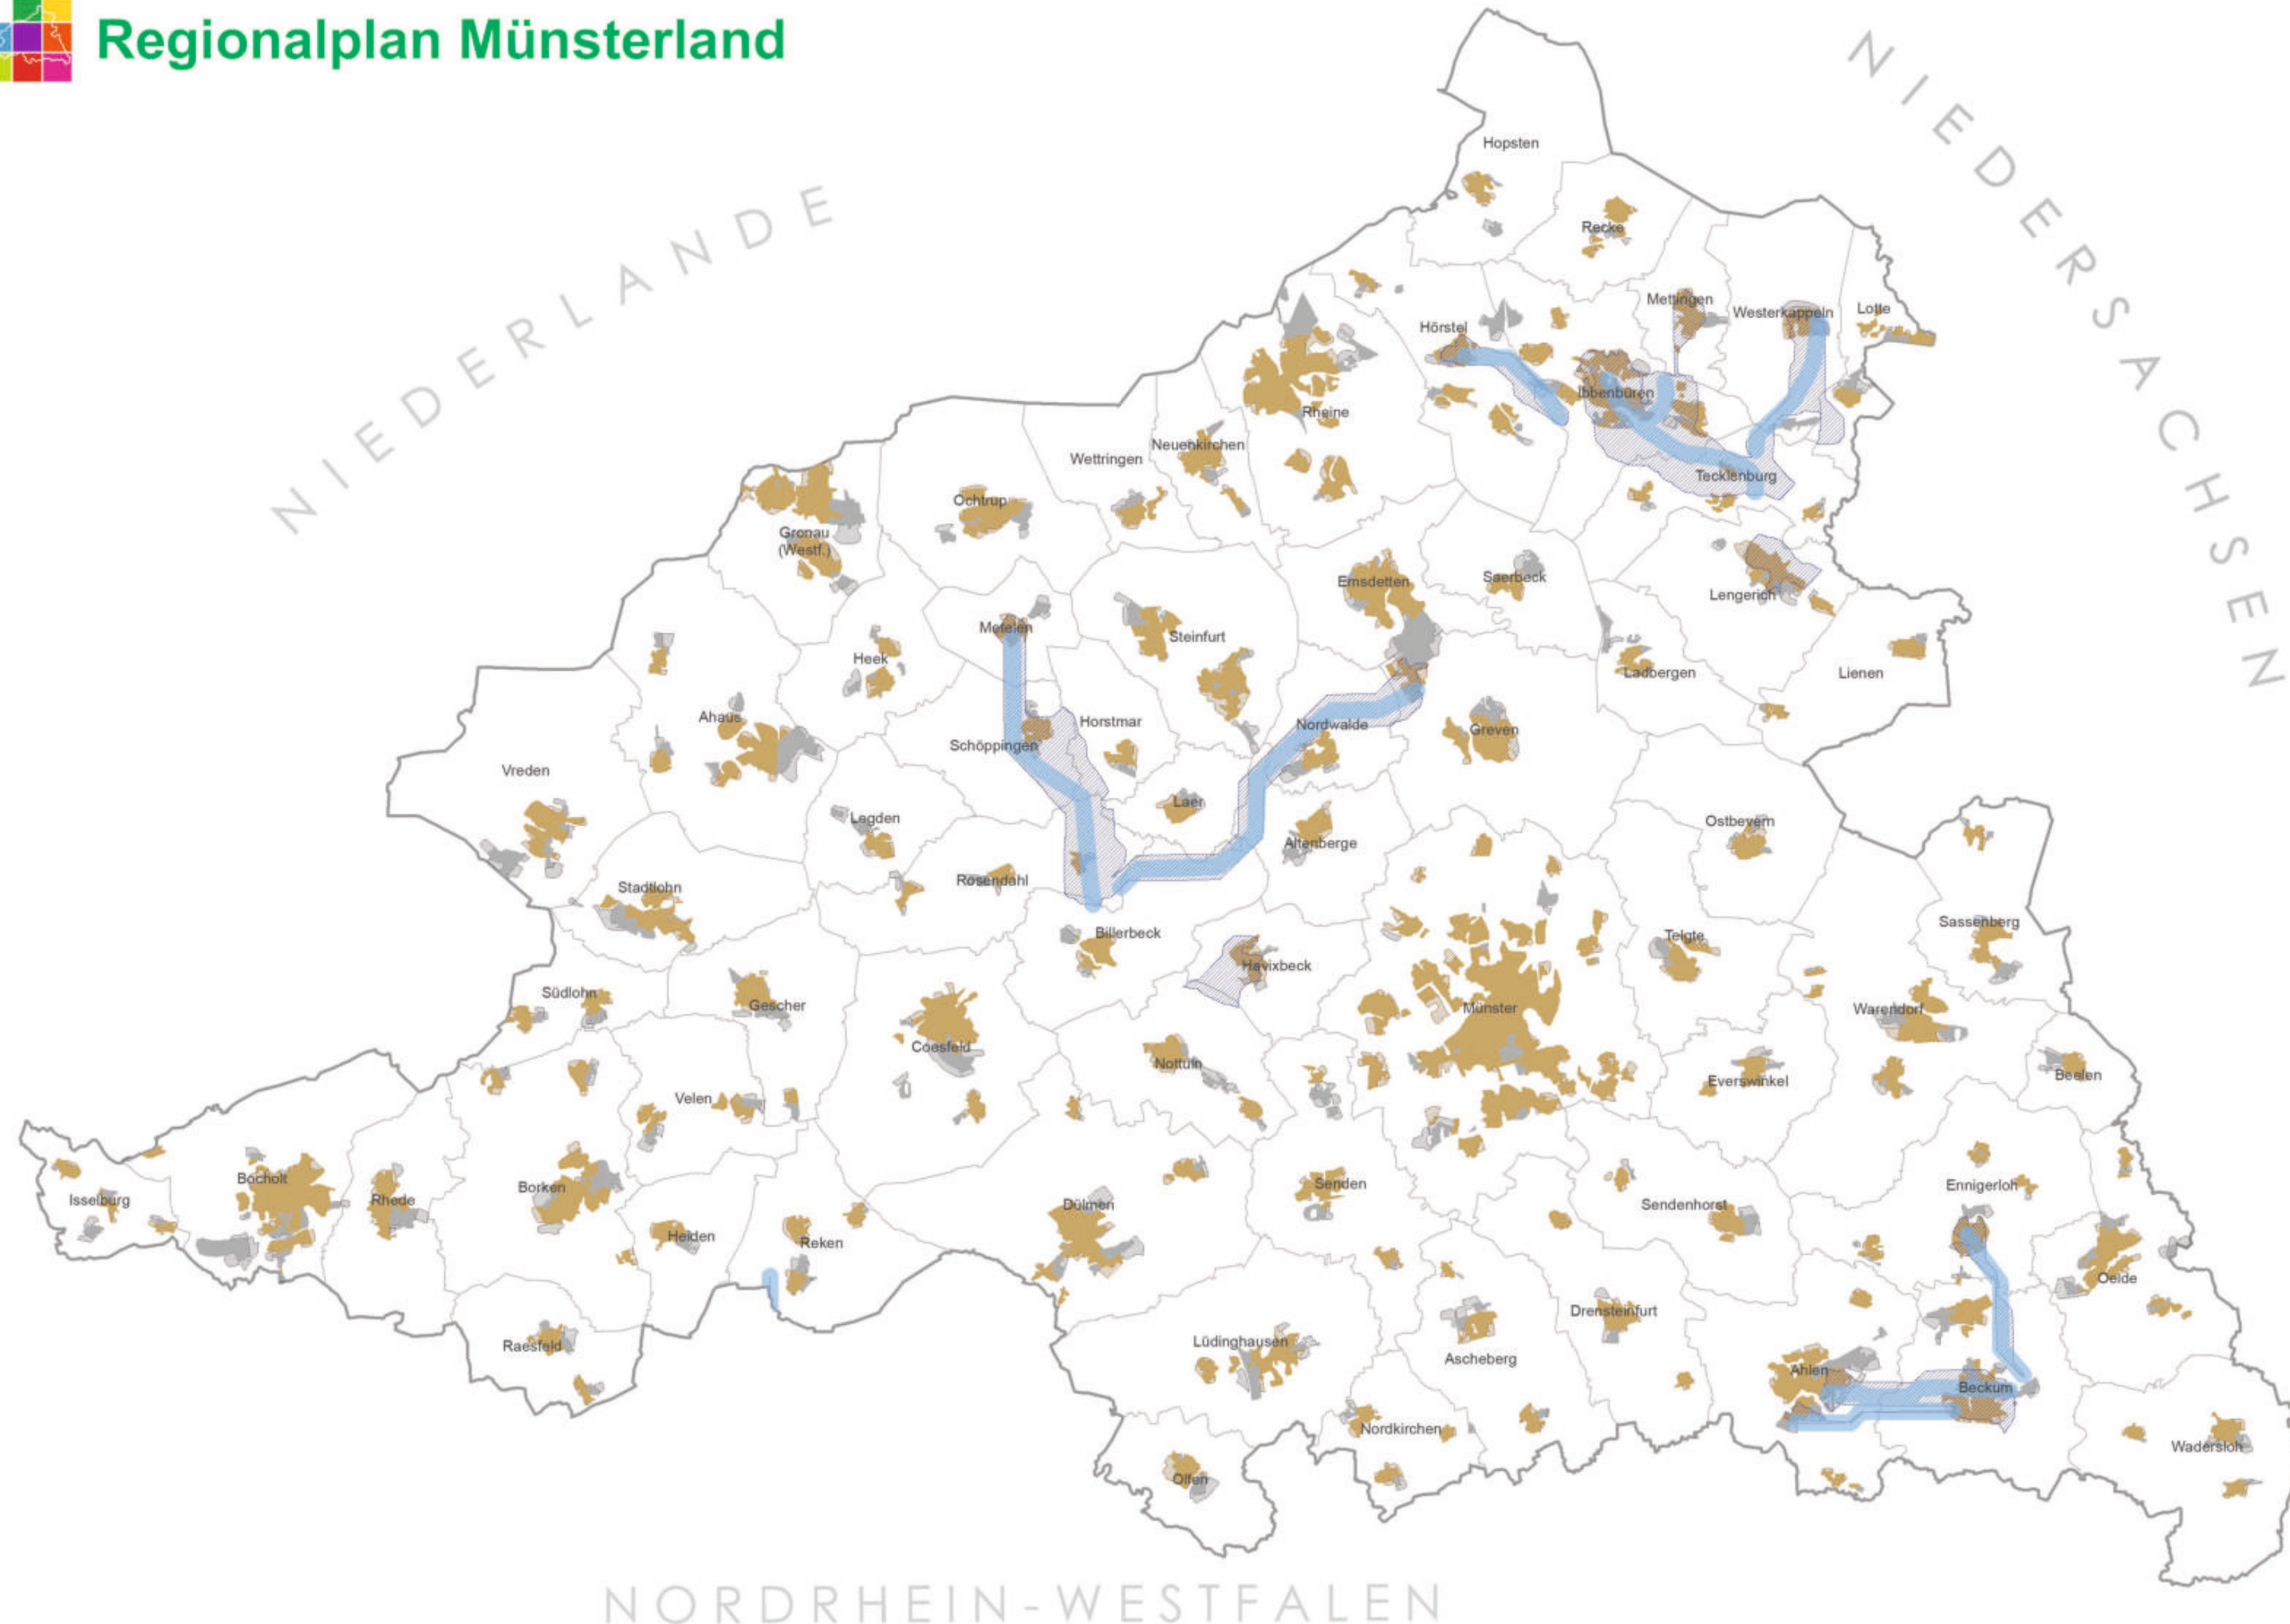 Regionalplan Münsterland
NIEDERSACHSEN
NIEDERLANDE
Hopsten
Recke
Mettingen
Westerkappeln
Lotte
Hörstel
Ibbenbüren
Rheine
Neuenkirchen
Wettringen
Tecklenburg
Ochtrup
Gronau
(Westf.)
Emsdetten
Saerbeck
Lengerich
Metelen
Steinfurt
Heek
Ladbergen
Lienen
Ahaus
Horstmar
Nordwalde
Greven
Schöppingen
Vreden
Laer
Legden
Altenberge
Ostbevern
Rosendahl
Stadtlohn
Billerbeck
Telgte
Sassenberg
Havixbeck
Südlohn
Gescher
Münster
Warendorf
Coesfeld
Nottuln
Everswinkel
Beelen
Velen
Bocholt
Isselburg
Rhede
Borken
Senden
Ennigerloh
Dülmen
Sendenhorst
Heiden
Reken
Oelde
Drensteinfurt
Raesfeld
Lüdinghausen
Ascheberg
Ahlen
Beckum
Nordkirchen
Wadersloh
Olfen
NORDRHEIN-WESTFALEN